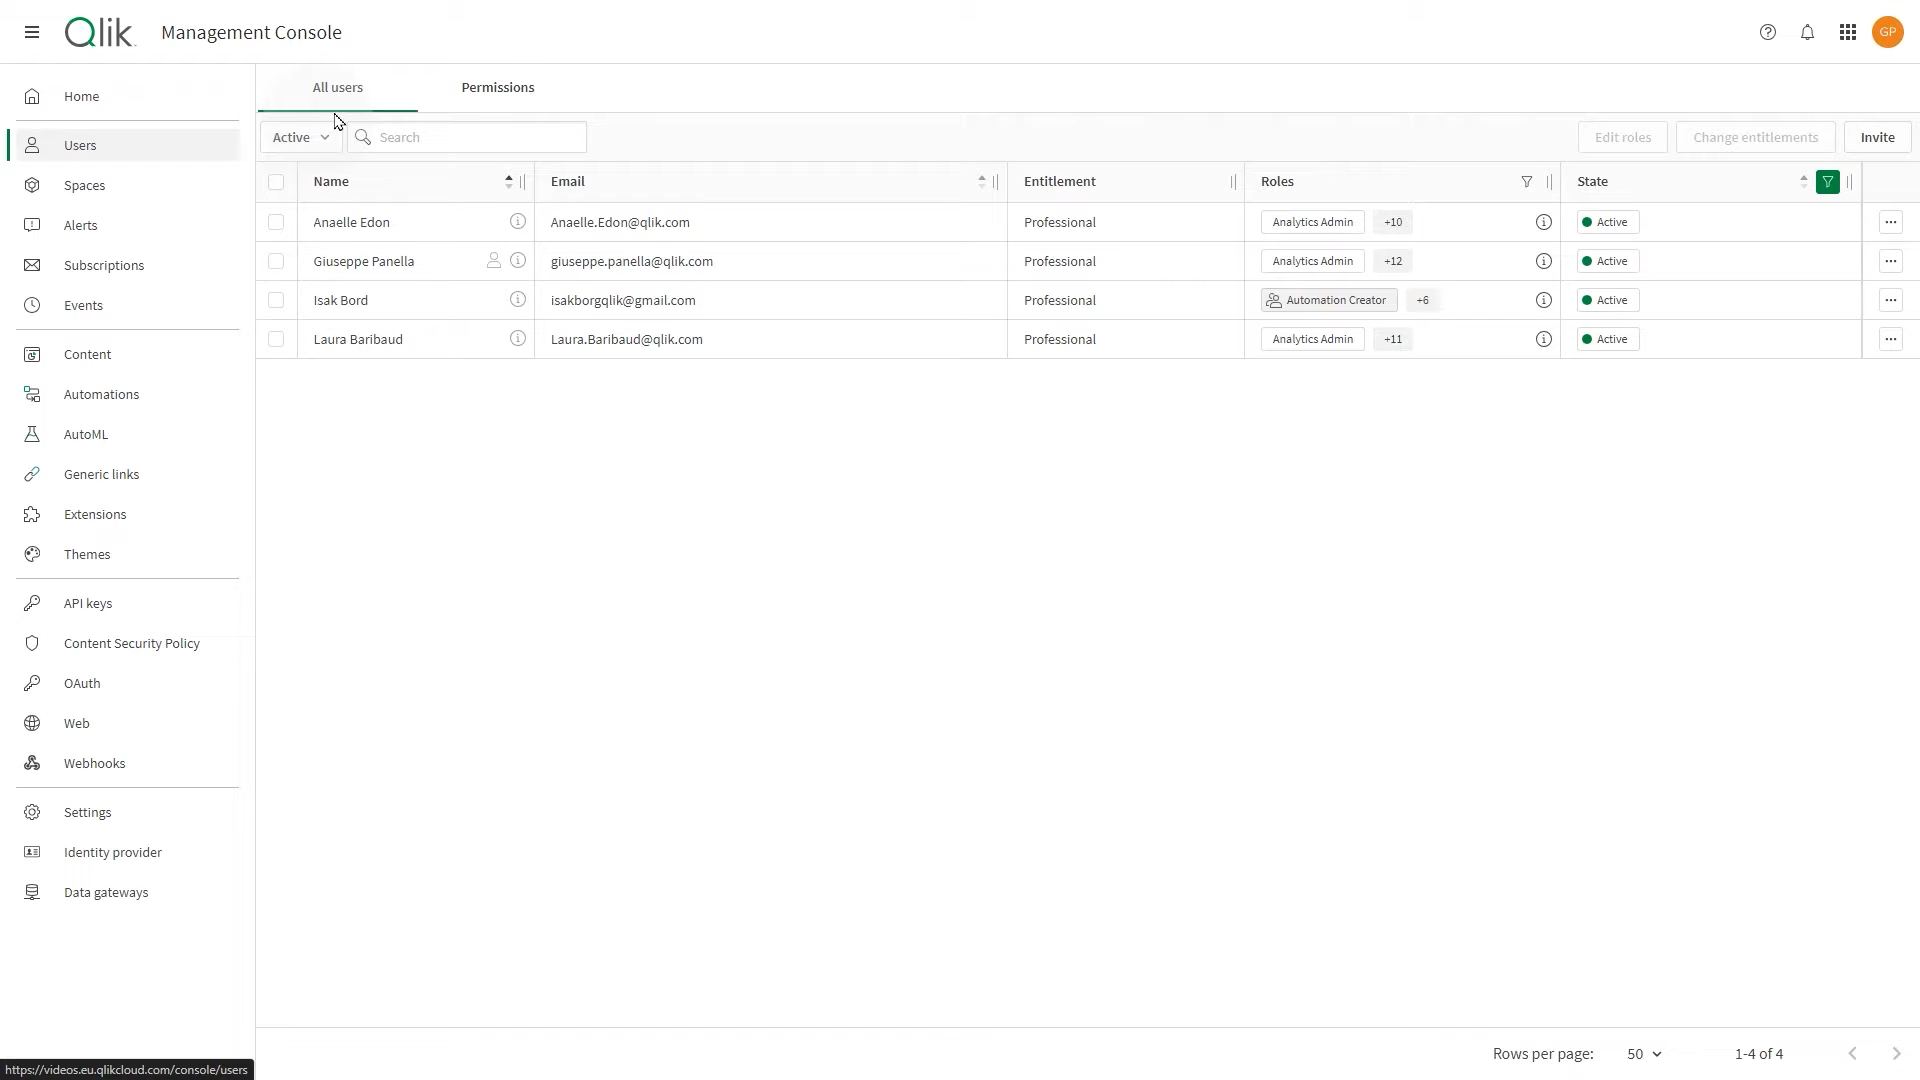 Qlik Management Console GP
Home
Users
Spaces
Alerts
Subscriptions
Events
Content
Automations
AutoML
Generic links
Extensions
Themes
API keys
Content Security Policy
OAuth
Web
Webhooks
Settings
Identity provider
Data gateways
All users Permissions
Active Search Edit roles Change entitlements Invite
Name Email Entitlement Roles State
Anaelle Edon Anaelle.Edon@qlik.com Professional Analytics Admin +10 Active
Giuseppe Panella giuseppe.panella@qlik.com Professional Analytics Admin +12 Active
Isak Bord isakborgqlik@gmail.com Professional Automation Creator +6 Active
Laura Baribaud Laura.Baribaud@qlik.com Professional Analytics Admin +11 Active
Rows per page: 50 1-4 of 4
https://videos.eu.qlikcloud.com/console/users